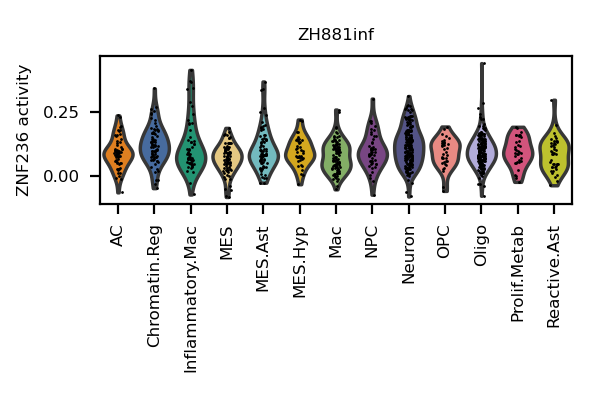 ZH881inf
ZNF236 activity
0.25
0.00
AC
Chromatin.Reg
Inflammatory.Mac
MES
MES.Ast
MES.Hyp
Mac
NPC
Neuron
OPC
Oligo
Prolif.Metab
Reactive.Ast